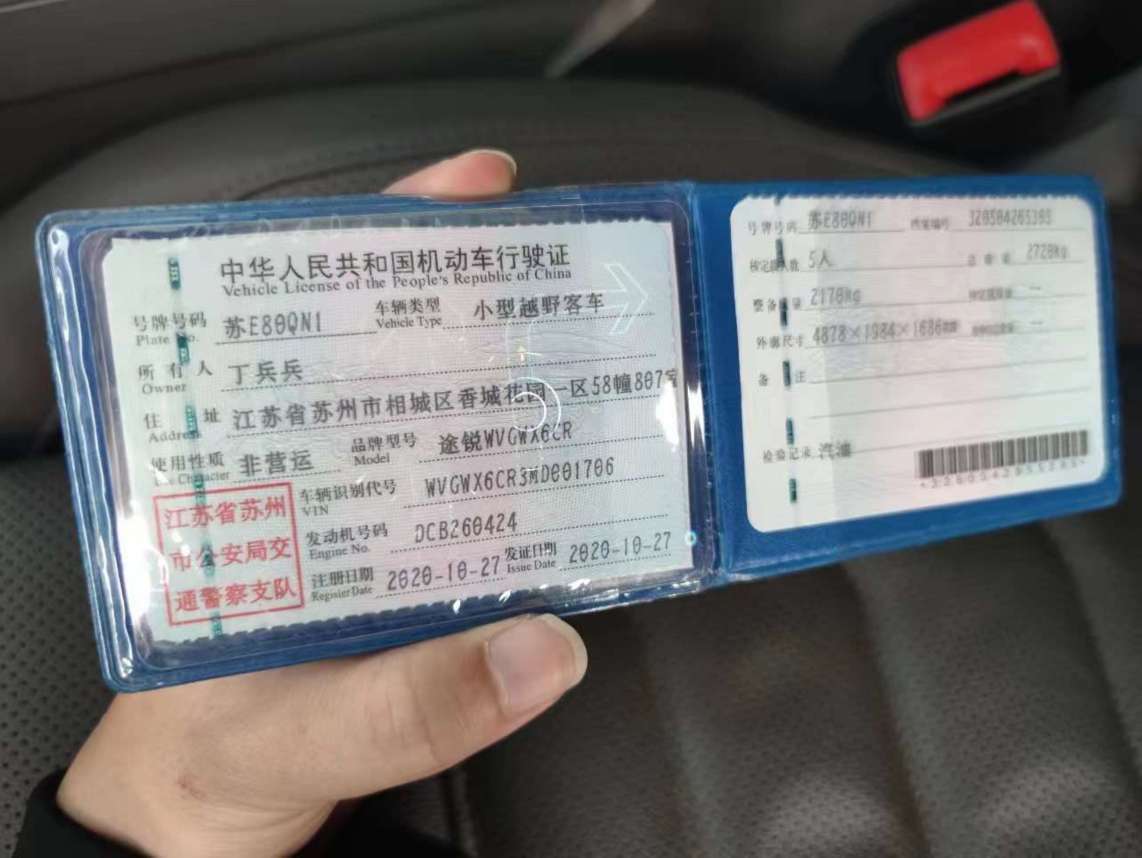 中华人民共和国机动车行驶证
Vehicle License of the People's Republic of China
号牌号码 苏E80QN1 车辆类型 小型越野客车
Plate No. Vehicle Type
所有人 丁兵兵
Owner
住址 江苏省苏州市相城区香城花园一区58幢807室
Address
使用性质 非营运 品牌型号 途锐WVGWX6CR
Use Character Model
车辆识别代号 WVGWX6CR3MD001706
VIN
发动机号码 DCB260424
Engine No.
注册日期 2020-10-27 发证日期 2020-10-27
Register Date Issue Date
江苏省苏州
市公安局交
通警察支队
号牌号码 苏E80QN1 档案编号
核定载人数 5人 总质量 2728kg
整备质量 2178kg
外廓尺寸 4878×1984×1686
备注
检验记录 汽油